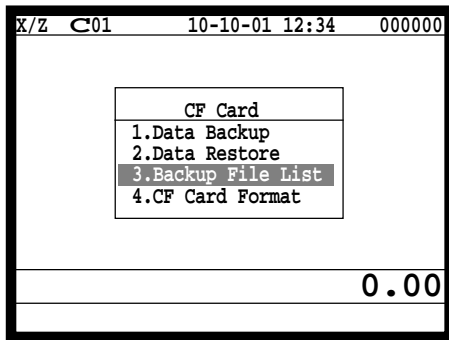 X/Z C01 10-10-01 12:34 000000
CF Card
1.Data Backup
2.Data Restore
3.Backup File List
4.CF Card Format
0.00